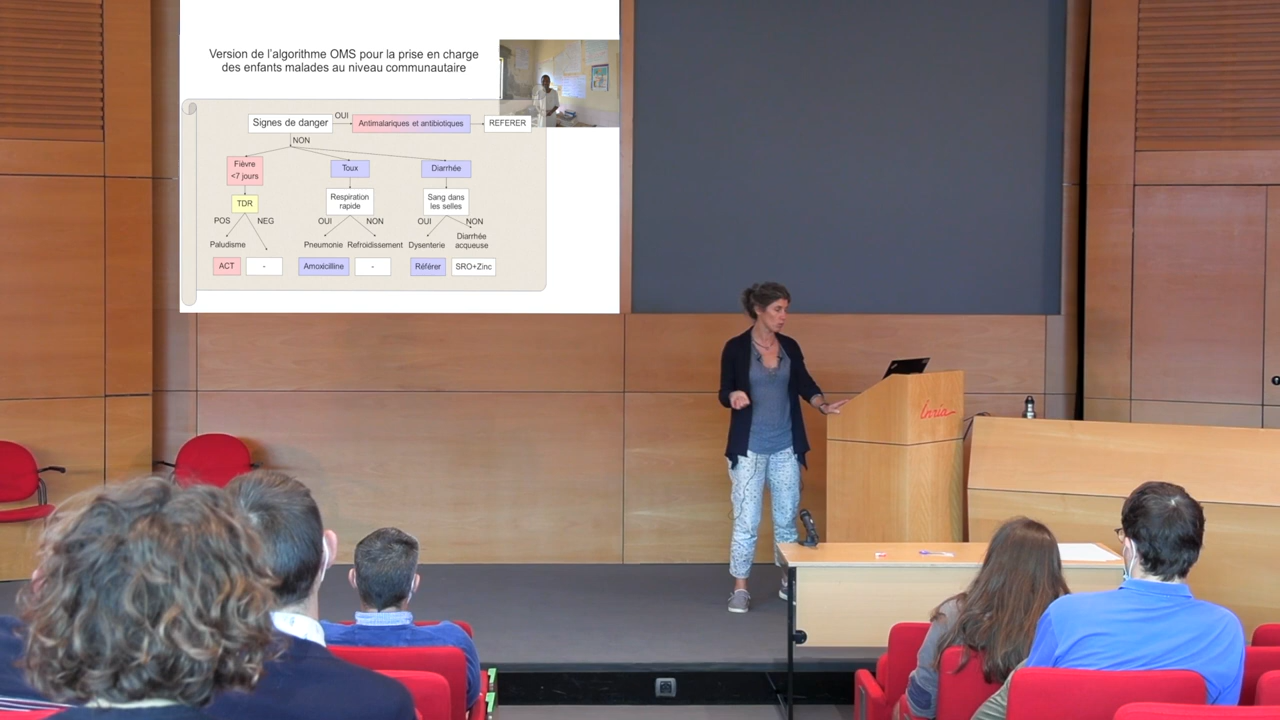 Version de l'algorithme OMS pour la prise en charge
des enfants malades au niveau communautaire
Signes de danger
OUI
Antimalariques et antibiotiques
REFERER
NON
Fièvre
<7 jours
Toux
Diarrhée
TDR
Respiration
rapide
Sang dans
les selles
POS
NEG
OUI
NON
OUI
NON
Paludisme
Pneumonie
Refroidissement
Dysenterie
Diarrhée
acqueuse
ACT
-
Amoxicilline
-
Référer
SRO+Zinc
Inria